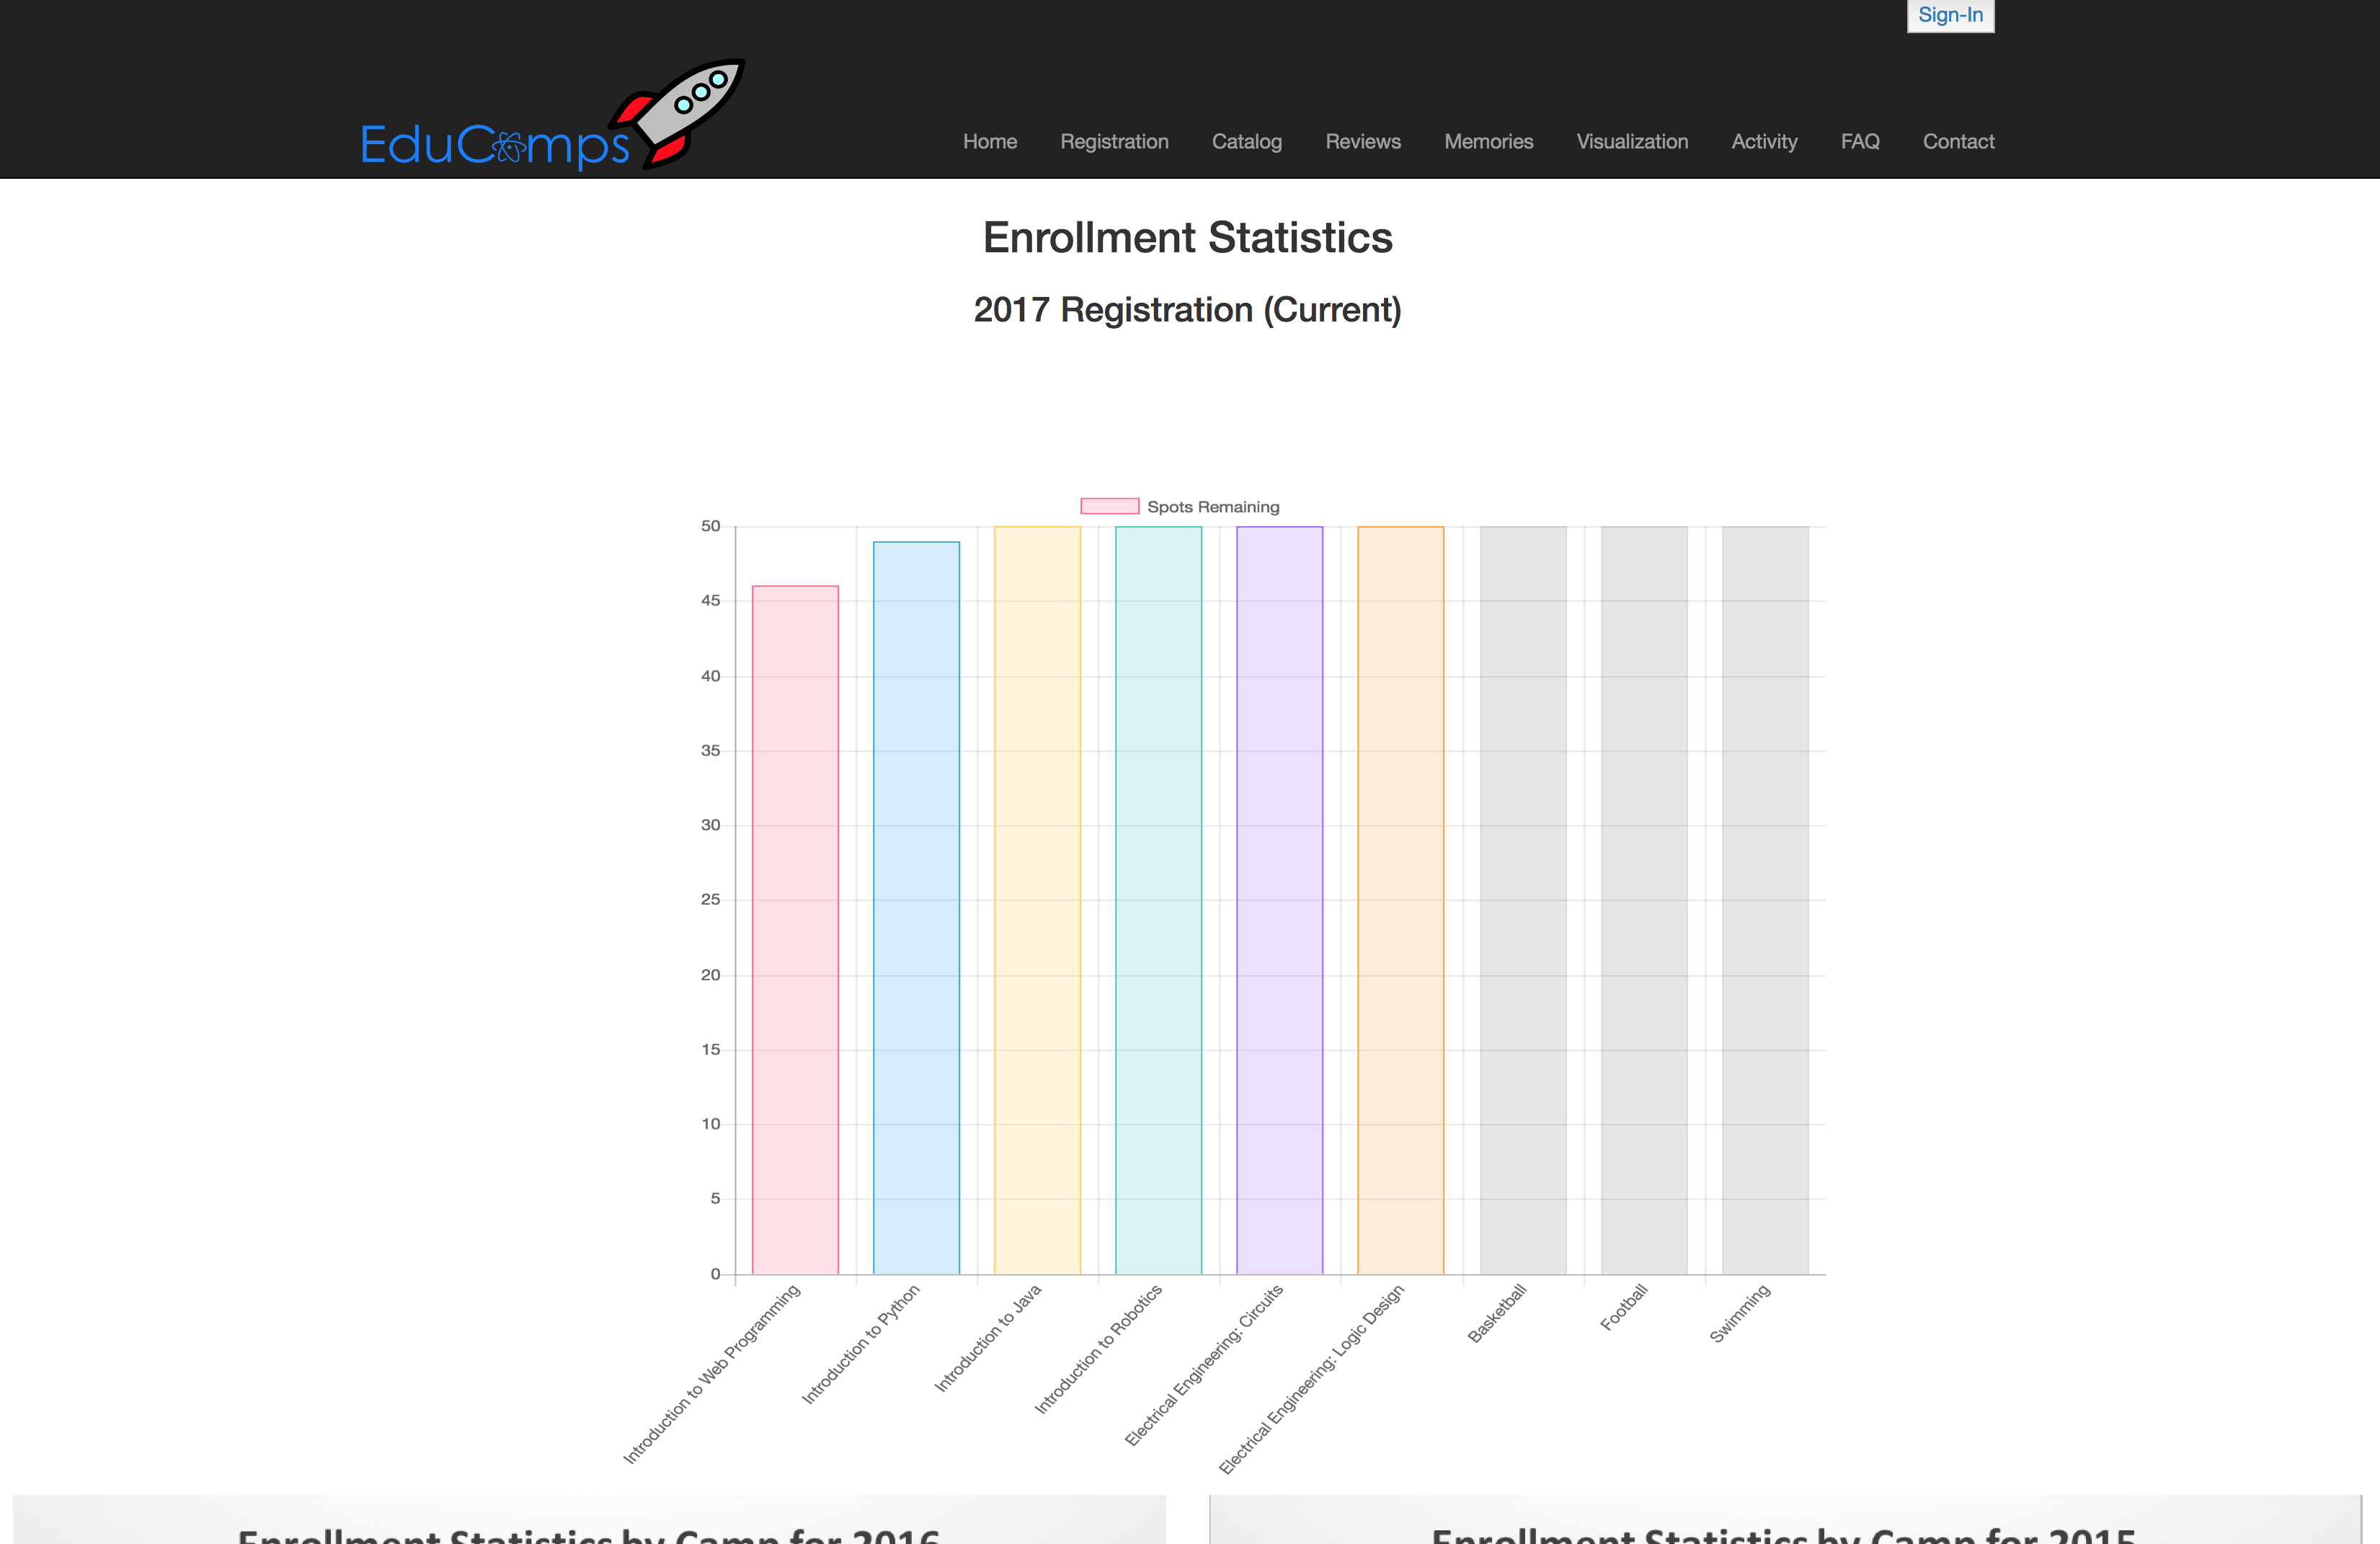 Sign-In
EduCamps
Home Registration Catalog Reviews Memories Visualization Activity FAQ Contact
Enrollment Statistics
2017 Registration (Current)
Spots Remaining
50
45
40
35
30
25
20
15
10
5
0
Introduction to Web Programming
Introduction to Python
Introduction to Java
Introduction to Robotics
Electrical Engineering: Circuits
Electrical Engineering: Logic Design
Basketball
Football
Swimming
Enrollment Statistics by Camp for 2016
Enrollment Statistics by Camp for 2015